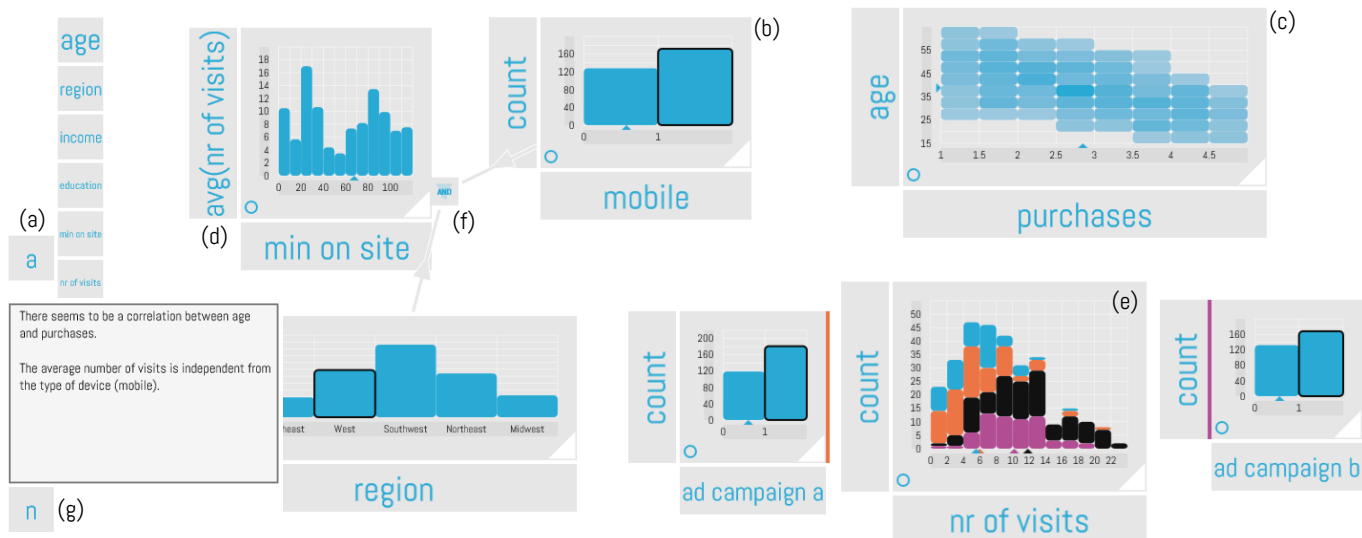 age
region
income
education
min on site
nr of visits
(a)
a
There seems to be a correlation between age
and purchases.
The average number of visits is independent from
the type of device (mobile).
n
(g)
avg(nr of visits)
18
16
14
12
10
8
6
4
2
0
0 20 40 60 80 100
(d)
min on site
AND
(f)
(b)
count
160
120
80
40
0
0 1
mobile
(c)
age
55
45
35
25
15
1 1.5 2 2.5 3 3.5 4 4.5
purchases
heast West Southwest Northeast Midwest
region
count
200
160
120
80
40
0
0 1
ad campaign a
(e)
count
50
45
40
35
30
25
20
15
10
5
0
0 2 4 6 8 10 12 14 16 18 20 22
nr of visits
count
160
120
80
40
0
0 1
ad campaign b